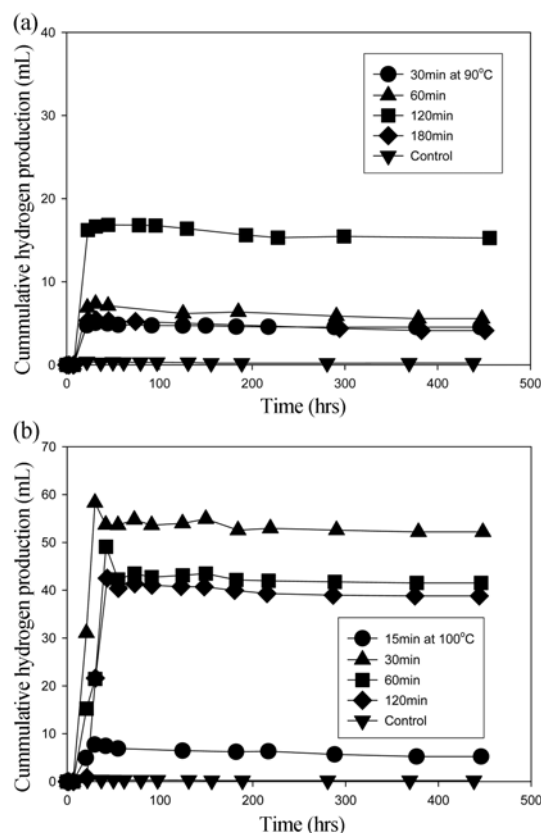 (a)
40
30
20
10
0
Cummulative hydrogen production (mL)
30min at 90°C
60min
120min
180min
Control
0 100 200 300 400 500
Time (hrs)
(b)
70
60
50
40
30
20
10
0
Cummulative hydrogen production (mL)
15min at 100°C
30min
60min
120min
Control
0 100 200 300 400 500
Time (hrs)